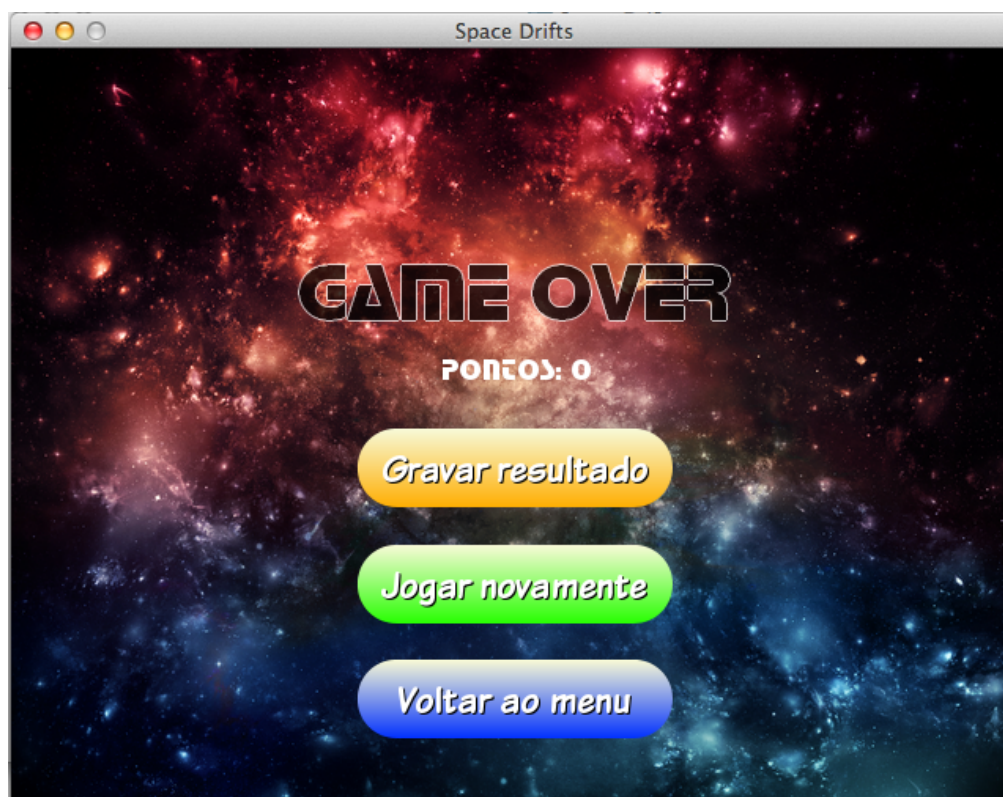 Space Drifts
GAME OVER
PONTOS: 0
Gravar resultado
Jogar novamente
Voltar ao menu